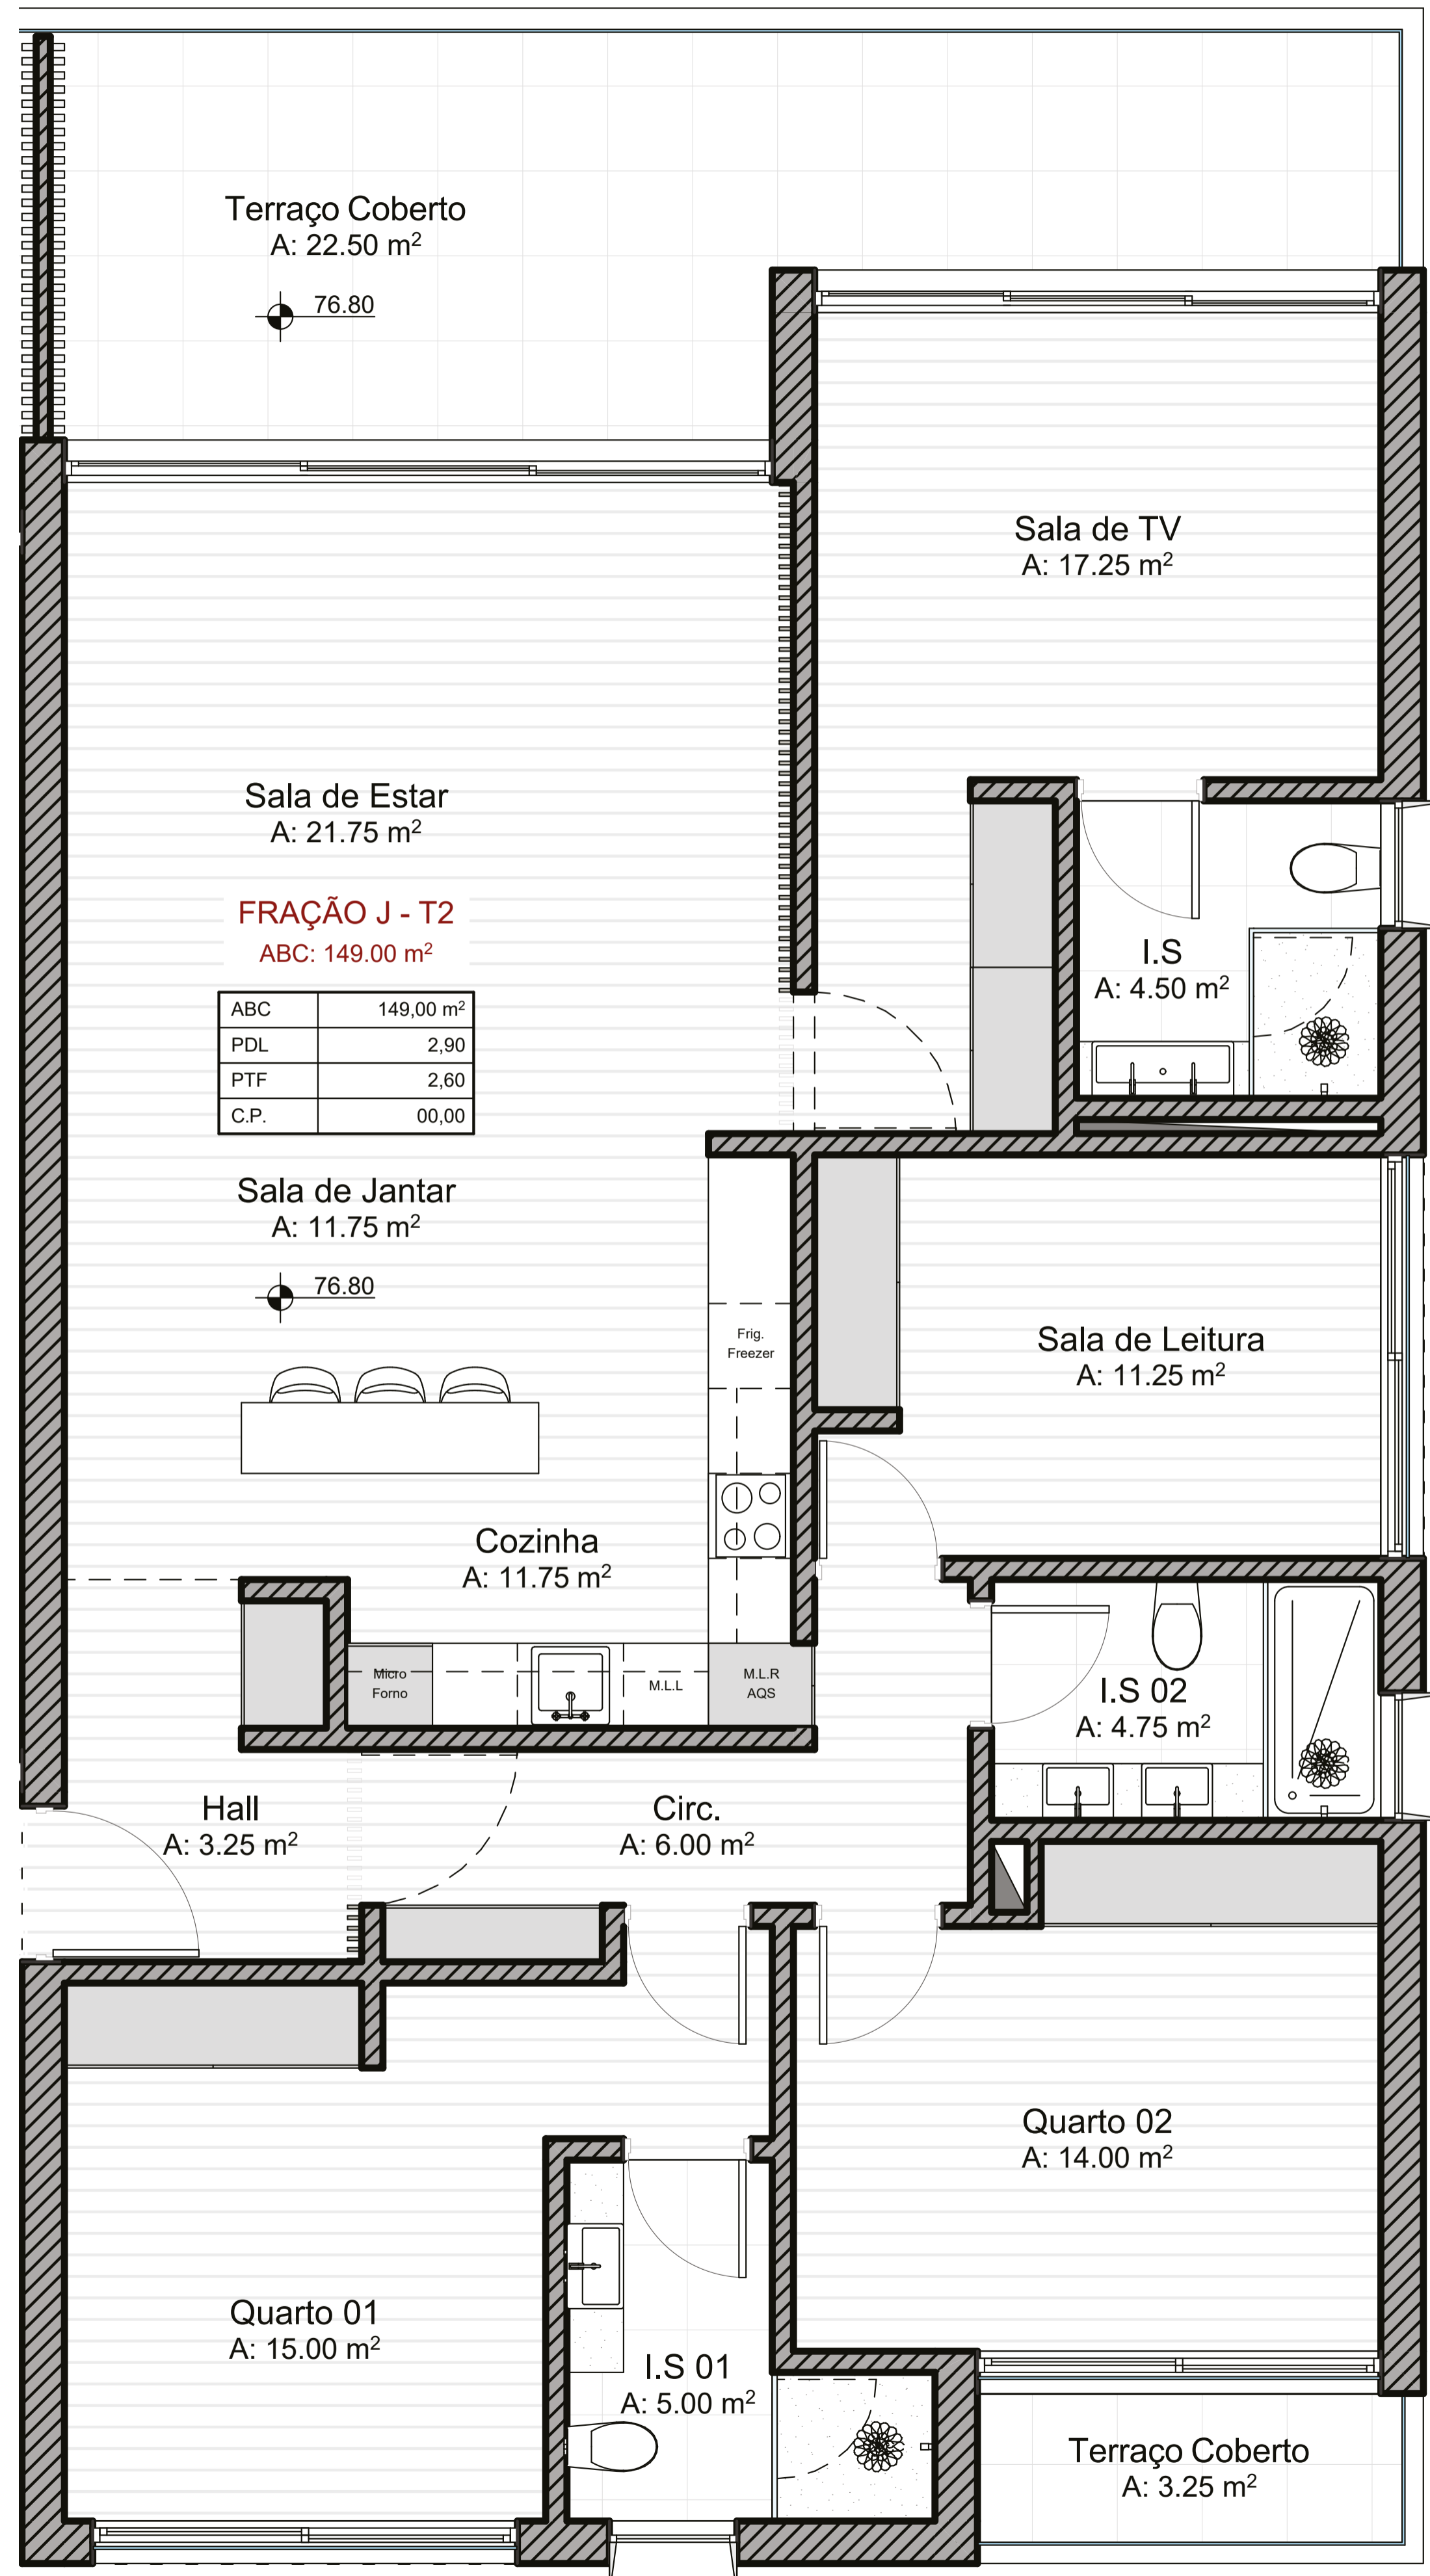 Terraço Coberto
A: 22.50 m²
76.80
Sala de TV
A: 17.25 m²
Sala de Estar
A: 21.75 m²
FRAÇÃO J - T2
ABC: 149.00 m²
ABC 149,00 m²
PDL 2,90
PTF 2,60
C.P. 00,00
I.S
A: 4.50 m²
Sala de Jantar
A: 11.75 m²
76.80
Frig.
Freezer
Sala de Leitura
A: 11.25 m²
Cozinha
A: 11.75 m²
Micro
Forno
M.L.L
M.L.R
AQS
I.S 02
A: 4.75 m²
Hall
A: 3.25 m²
Circ.
A: 6.00 m²
Quarto 02
A: 14.00 m²
Quarto 01
A: 15.00 m²
I.S 01
A: 5.00 m²
Terraço Coberto
A: 3.25 m²